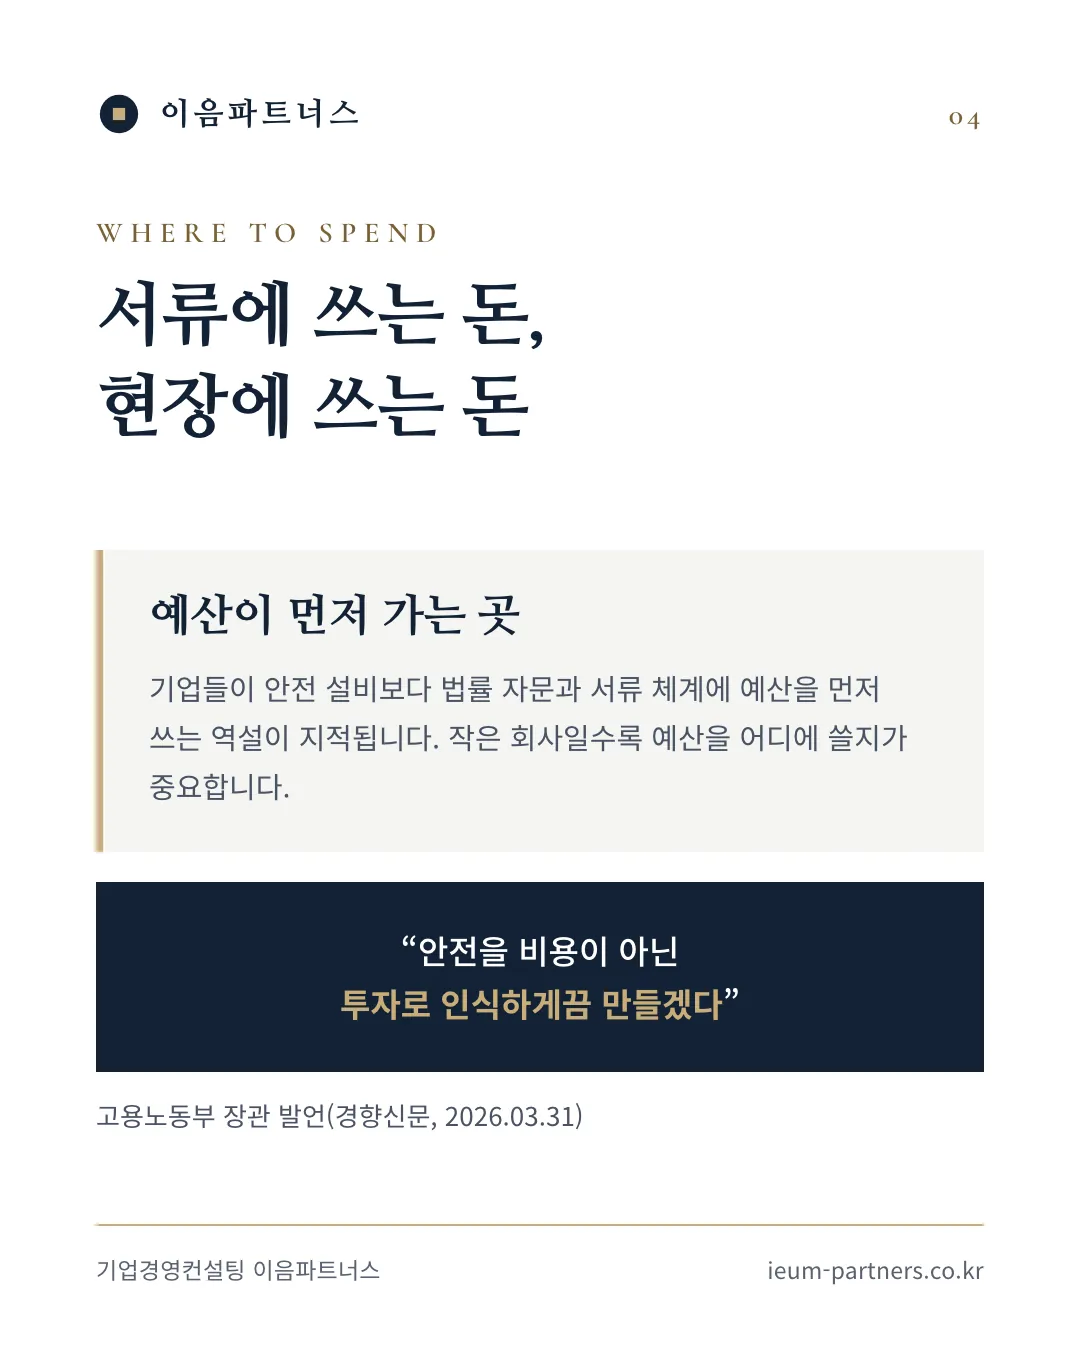 이음파트너스
04
WHERE TO SPEND
서류에 쓰는 돈,
현장에 쓰는 돈
예산이 먼저 가는 곳
기업들이 안전 설비보다 법률 자문과 서류 체계에 예산을 먼저
쓰는 역설이 지적됩니다. 작은 회사일수록 예산을 어디에 쓸지가
중요합니다.
“안전을 비용이 아닌
투자로 인식하게끔 만들겠다”
고용노동부 장관 발언(경향신문, 2026.03.31)
기업경영컨설팅 이음파트너스
ieum-partners.co.kr